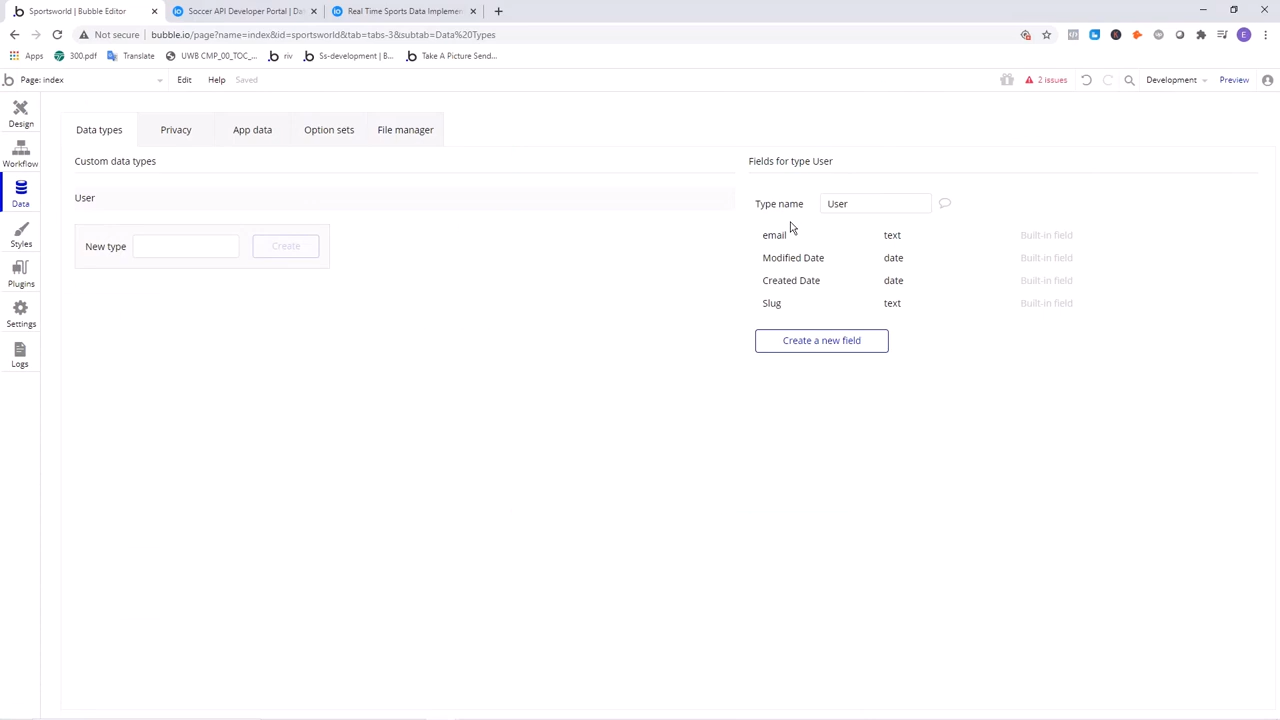 Sportsworld | Bubble Editor
Soccer API Developer Portal | Dat
Real Time Sports Data Implemen
Not secure bubble.io/page?name=index&id=sportsworld&tab=tabs-3&subtab=Data%20Types
E
Apps 300.pdf Translate UWB CMP_00_TOC_... riv Ss-development | B... Take A Picture Send...
Page: index Edit Help Saved 2 issues Development Preview
Design
Workflow
Data
Styles
Plugins
Settings
Logs
Data types Privacy App data Option sets File manager
Custom data types
User
New type Create
Fields for type User
Type name User
email text Built-in field
Modified Date date Built-in field
Created Date date Built-in field
Slug text Built-in field
Create a new field